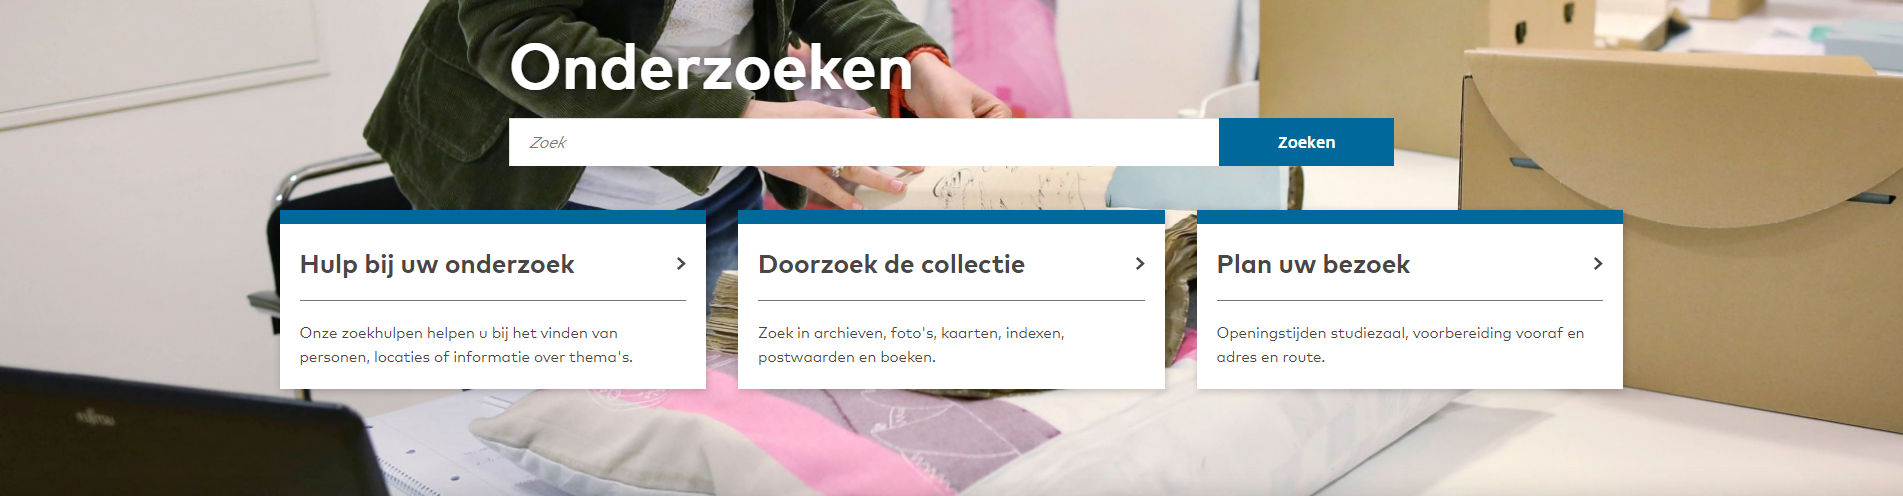 Onderzoeken
Zoek
Zoeken
Hulp bij uw onderzoek
Onze zoekhulpen helpen u bij het vinden van
personen, locaties of informatie over thema's.
Doorzoek de collectie
Zoek in archieven, foto's, kaarten, indexen,
postwaarden en boeken.
Plan uw bezoek
Openingstijden studiezaal, voorbereiding vooraf en
adres en route.
FUJITSU